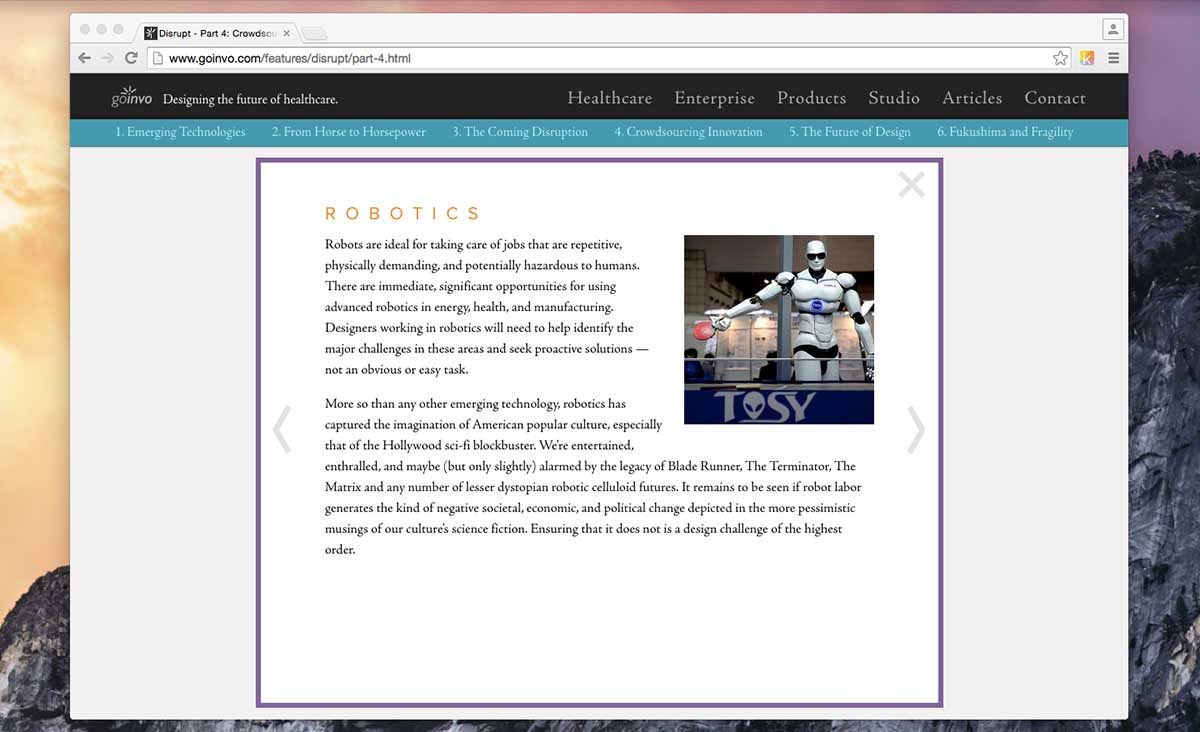 Disrupt - Part 4: Crowdsou
www.goinvo.com/features/disrupt/part-4.html
goinvo Designing the future of healthcare.
Healthcare Enterprise Products Studio Articles Contact
1. Emerging Technologies 2. From Horse to Horsepower 3. The Coming Disruption 4. Crowdsourcing Innovation 5. The Future of Design 6. Fukushima and Fragility
ROBOTICS
Robots are ideal for taking care of jobs that are repetitive,
physically demanding, and potentially hazardous to humans.
There are immediate, significant opportunities for using
advanced robotics in energy, health, and manufacturing.
Designers working in robotics will need to help identify the
major challenges in these areas and seek proactive solutions —
not an obvious or easy task.
TOSY
More so than any other emerging technology, robotics has
captured the imagination of American popular culture, especially
that of the Hollywood sci-fi blockbuster. We're entertained,
enthralled, and maybe (but only slightly) alarmed by the legacy of Blade Runner, The Terminator, The
Matrix and any number of lesser dystopian robotic celluloid futures. It remains to be seen if robot labor
generates the kind of negative societal, economic, and political change depicted in the more pessimistic
musings of our culture's science fiction. Ensuring that it does not is a design challenge of the highest
order.